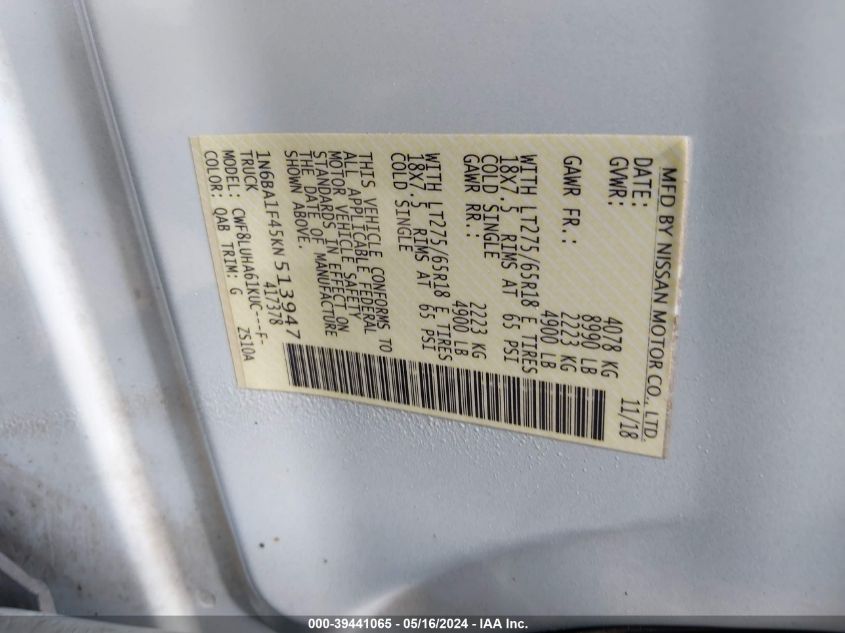 MFD BY NISSAN MOTOR CO., LTD.
DATE: 11/18
GVWR: 4078 KG
8990 LB
GAWR FR.: 2223 KG
4900 LB
WITH LT275/65R18 E TIRES
18X7.5 RIMS AT 65 PSI
COLD SINGLE
GAWR RR.: 2223 KG
4900 LB
WITH LT275/65R18 E TIRES
18X7.5 RIMS AT 65 PSI
COLD SINGLE
THIS VEHICLE CONFORMS TO
ALL APPLICABLE FEDERAL
MOTOR VEHICLE SAFETY
STANDARDS IN EFFECT ON
THE DATE OF MANUFACTURE
SHOWN ABOVE.
1N6BA1F45KN513947
TRUCK 417378
MODEL: CWF8LUHA61KUC---F-
COLOR: QAB TRIM: G ZS10A
000-39441065 - 05/16/2024 - IAA Inc.